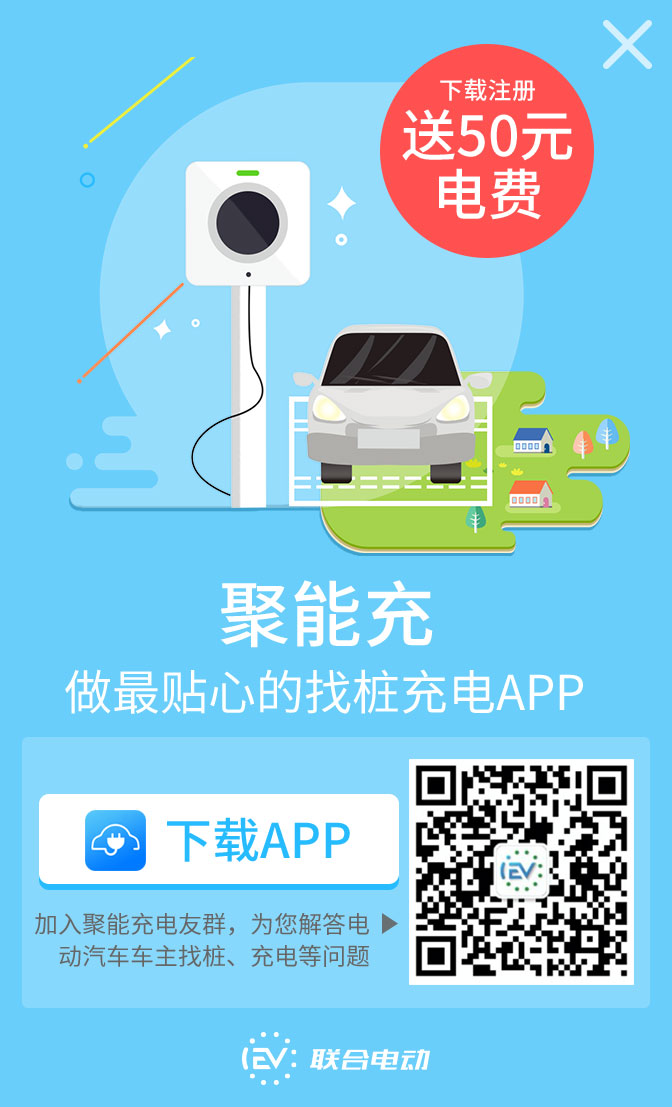 下载注册
送50元
电费
聚能充
做最贴心的找桩充电APP
下载APP
加入聚能充电友群，为您解答电
动汽车车主找桩、充电等问题
EV
EV 联合电动